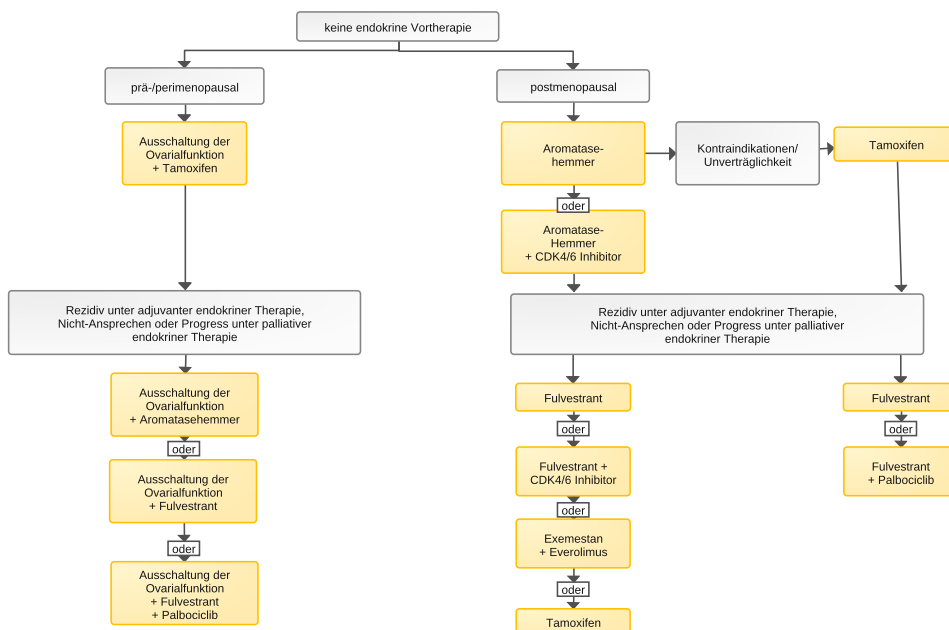 keine endokrine Vortherapie
prä-/perimenopausal
Ausschaltung der
Ovarialfunktion
+ Tamoxifen
Rezidiv unter adjuvanter endokriner Therapie,
Nicht-Ansprechen oder Progress unter palliativer
endokriner Therapie
Ausschaltung der
Ovarialfunktion
+ Aromatasehemmer
oder
Ausschaltung der
Ovarialfunktion
+ Fulvestrant
oder
Ausschaltung der
Ovarialfunktion
+ Fulvestrant
+ Palbociclib
postmenopausal
Aromatase-
hemmer
Kontraindikationen/
Unverträglichkeit
Tamoxifen
oder
Aromatase-
Hemmer
+ CDK4/6 Inhibitor
Rezidiv unter adjuvanter endokriner Therapie,
Nicht-Ansprechen oder Progress unter palliativer
endokriner Therapie
Fulvestrant
oder
Fulvestrant +
CDK4/6 Inhibitor
oder
Exemestan
+ Everolimus
oder
Tamoxifen
Fulvestrant
oder
Fulvestrant
+ Palbociclib